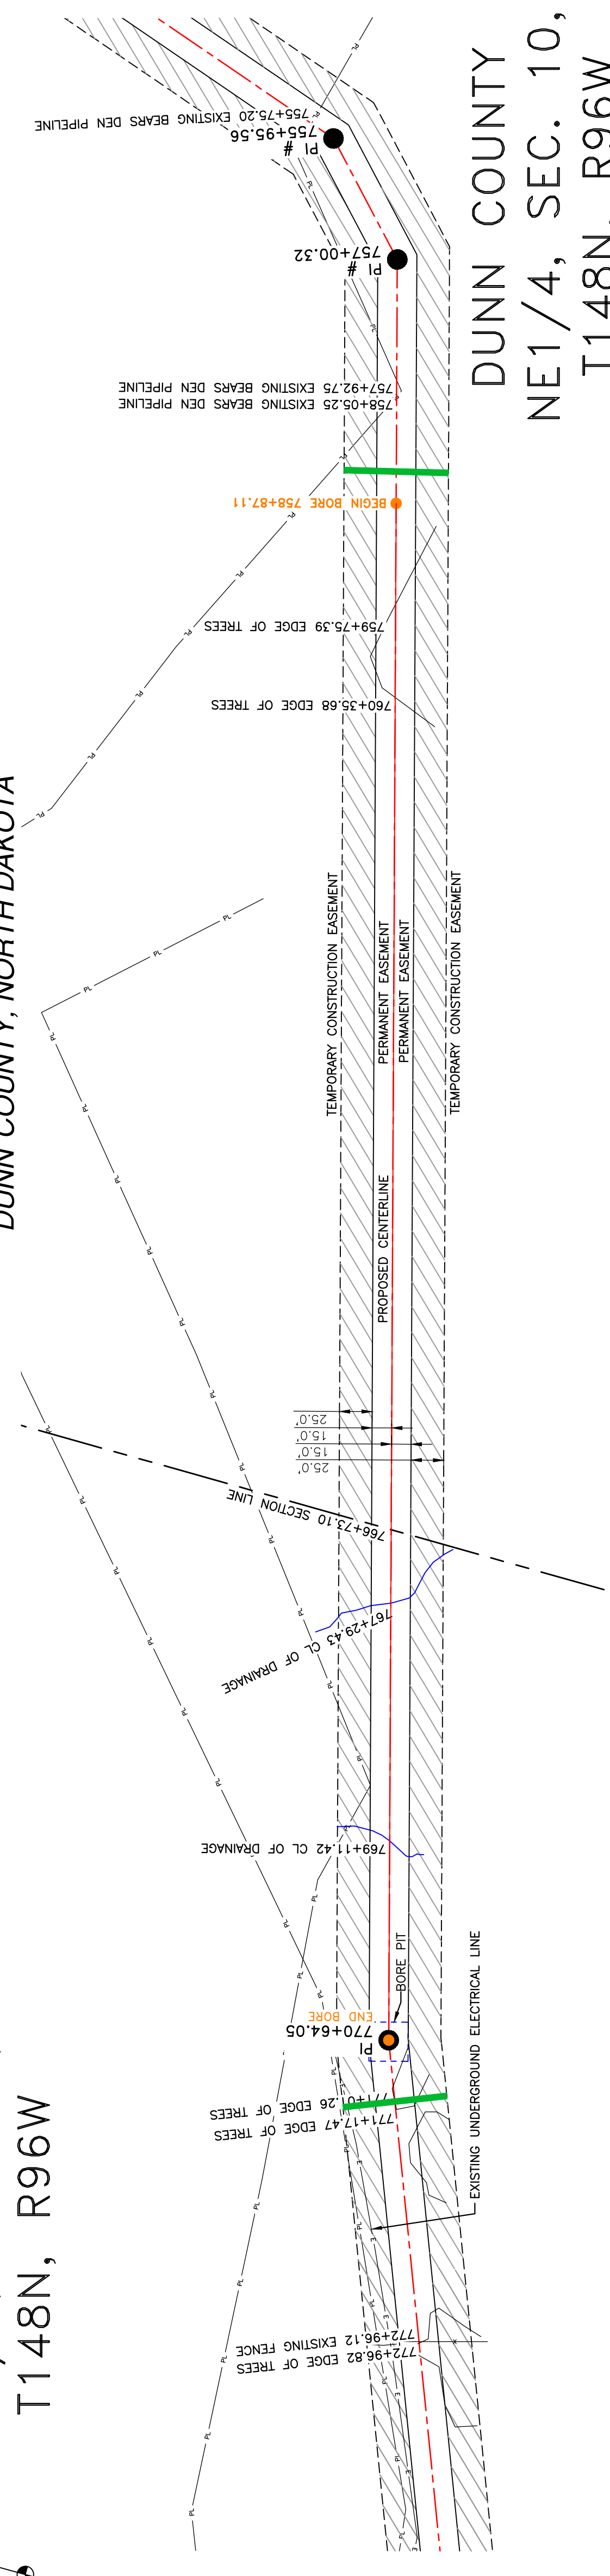 755+75.20 EXISTING BEARS DEN PIPELINE
755+95.56
PI #
757+00.32
PI #
DUNN COUNTY
NE1/4, SEC. 10,
T148N, R96W
757+92.75 EXISTING BEARS DEN PIPELINE
758+05.25 EXISTING BEARS DEN PIPELINE
BEGIN BORE 758+87.11
759+75.39 EDGE OF TREES
760+35.68 EDGE OF TREES
DUNN COUNTY, NORTH DAKOTA
TEMPORARY CONSTRUCTION EASEMENT
PERMANENT EASEMENT
PERMANENT EASEMENT
TEMPORARY CONSTRUCTION EASEMENT
PROPOSED CENTERLINE
25.0'
15.0'
15.0'
25.0'
766+73.10 SECTION LINE
767+29.43 CL OF DRAINAGE
769+11.42 CL OF DRAINAGE
BORE PIT
END BORE
770+64.05
PI
EXISTING UNDERGROUND ELECTRICAL LINE
771+01.26 EDGE OF TREES
771+17.47 EDGE OF TREES
T148N, R96W
772+96.12 EXISTING FENCE
772+96.82 EDGE OF TREES